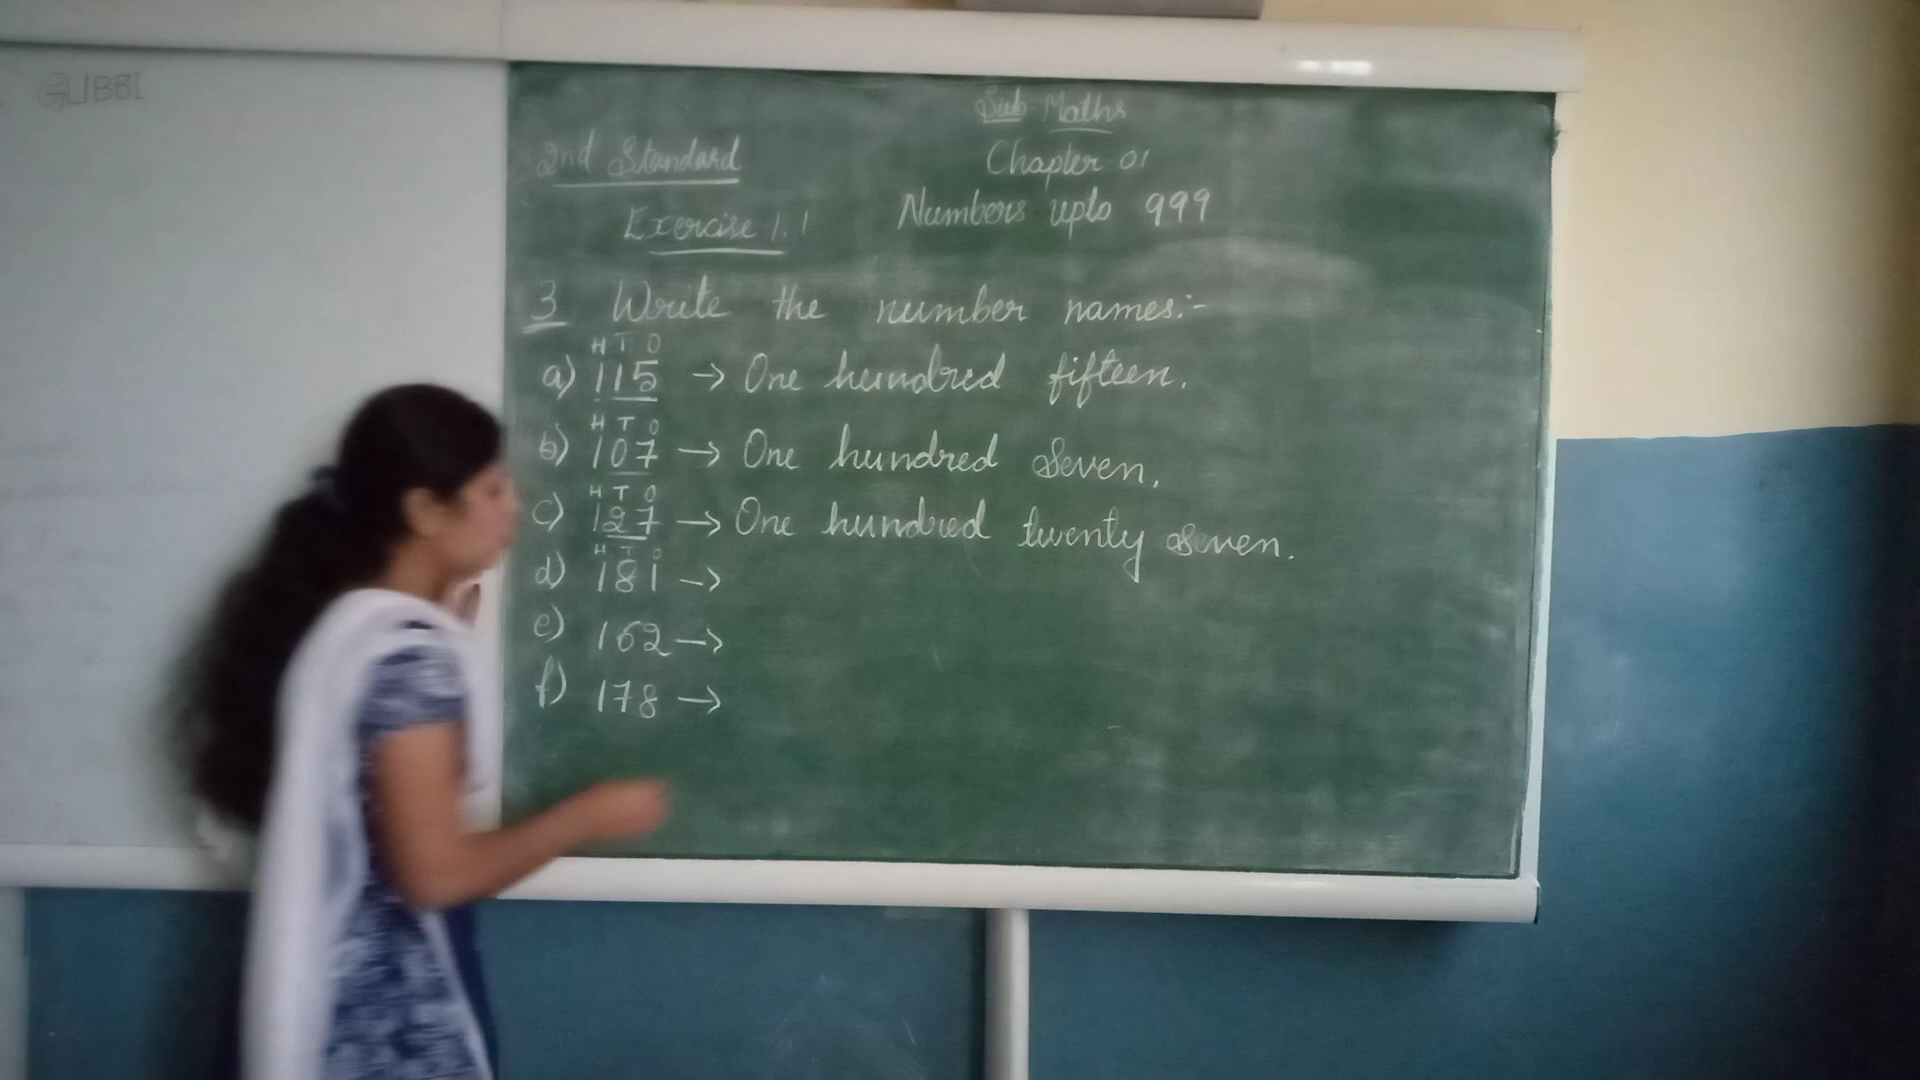 GUBBI
Sub Maths
2nd Standard
Chapter 01
Exercise 1.1
Numbers upto 999
3 Write the number names:-
H T O
a) 115 → One hundred fifteen.
H T O
b) 107 → One hundred Seven.
H T O
c) 127 → One hundred twenty seven.
H T O
d) 181 →
e) 162 →
f) 178 →